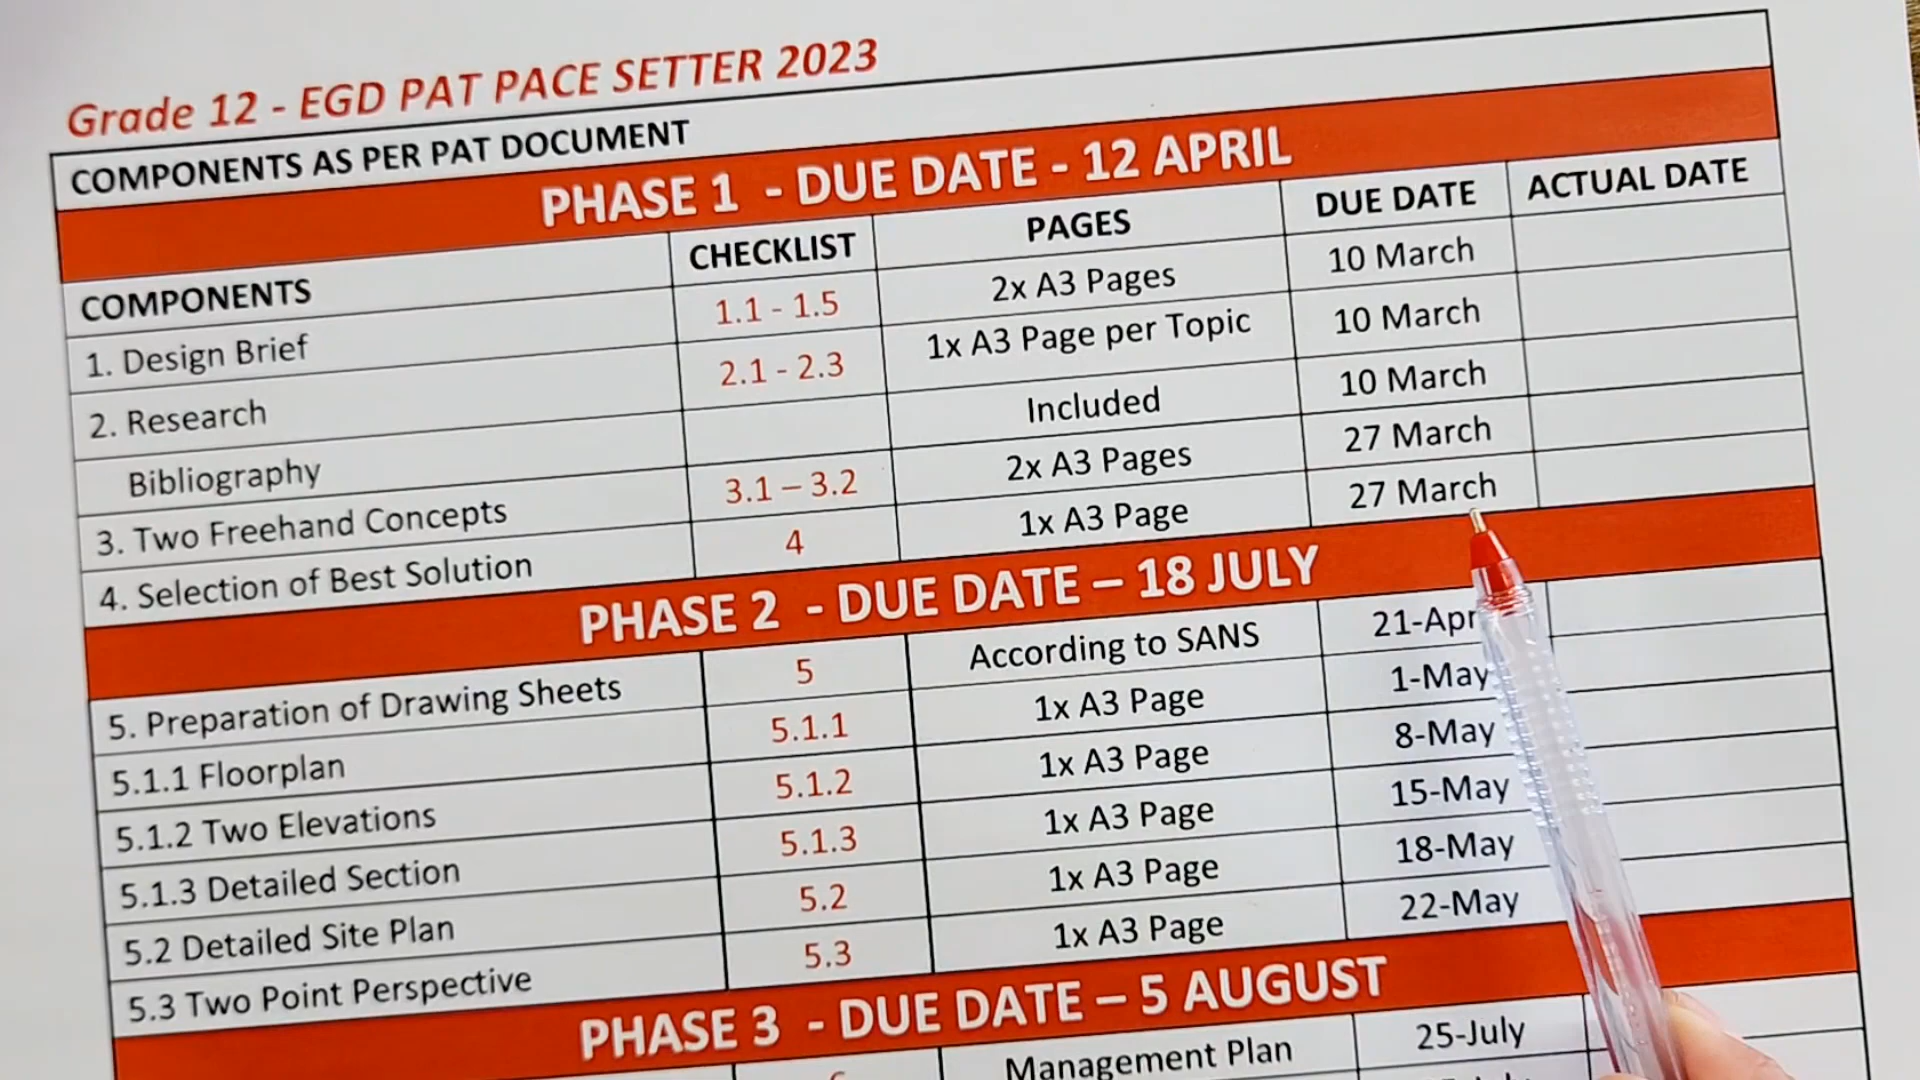 Grade 12 - EGD PAT PACE SETTER 2023
COMPONENTS AS PER PAT DOCUMENT
PHASE 1 - DUE DATE - 12 APRIL
COMPONENTS CHECKLIST PAGES DUE DATE ACTUAL DATE
1. Design Brief 1.1 - 1.5 2x A3 Pages 10 March
2. Research 2.1 - 2.3 1x A3 Page per Topic 10 March
Bibliography Included 10 March
3. Two Freehand Concepts 3.1 – 3.2 2x A3 Pages 27 March
4. Selection of Best Solution 4 1x A3 Page 27 March
PHASE 2 - DUE DATE – 18 JULY
5. Preparation of Drawing Sheets 5 According to SANS 21-Apr
5.1.1 Floorplan 5.1.1 1x A3 Page 1-May
5.1.2 Two Elevations 5.1.2 1x A3 Page 8-May
5.1.3 Detailed Section 5.1.3 1x A3 Page 15-May
5.2 Detailed Site Plan 5.2 1x A3 Page 18-May
5.3 Two Point Perspective 5.3 1x A3 Page 22-May
PHASE 3 - DUE DATE – 5 AUGUST
Management Plan 25-July